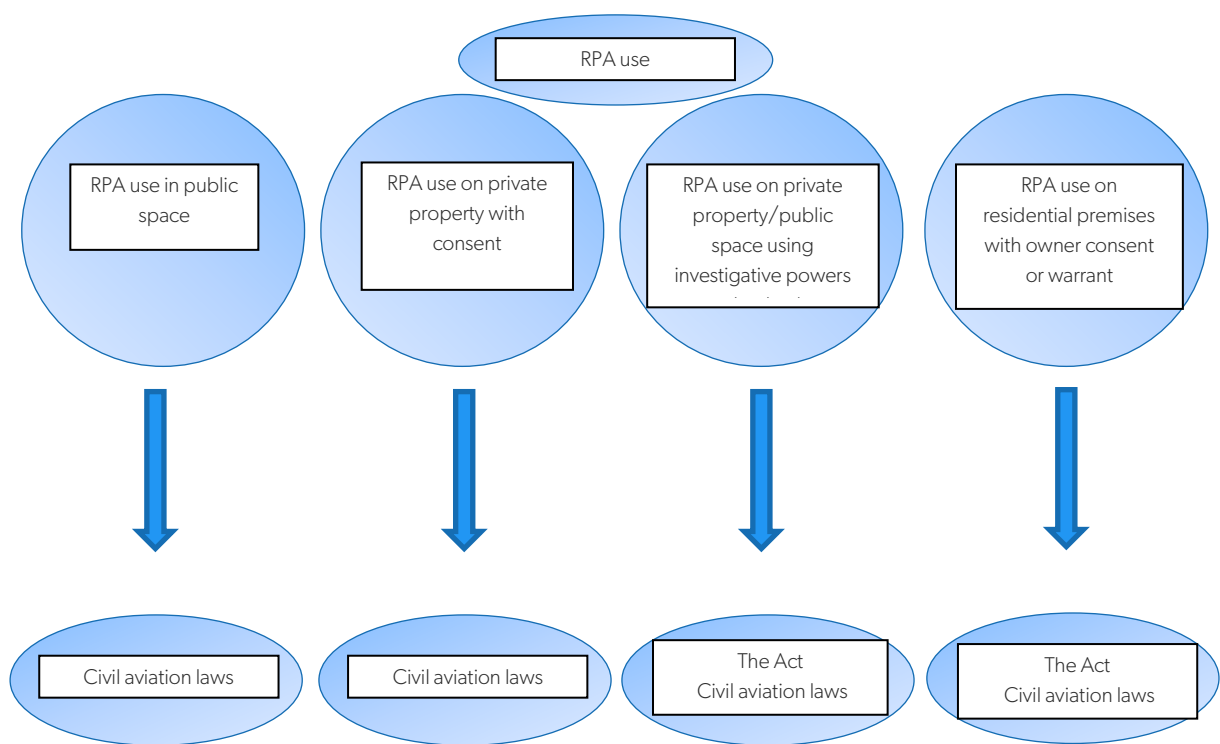 RPA use
RPA use in public
space
RPA use on private
property with
consent
RPA use on private
property/public
space using
investigative powers
RPA use on
residential premises
with owner consent
or warrant
Civil aviation laws
Civil aviation laws
The Act
Civil aviation laws
The Act
Civil aviation laws